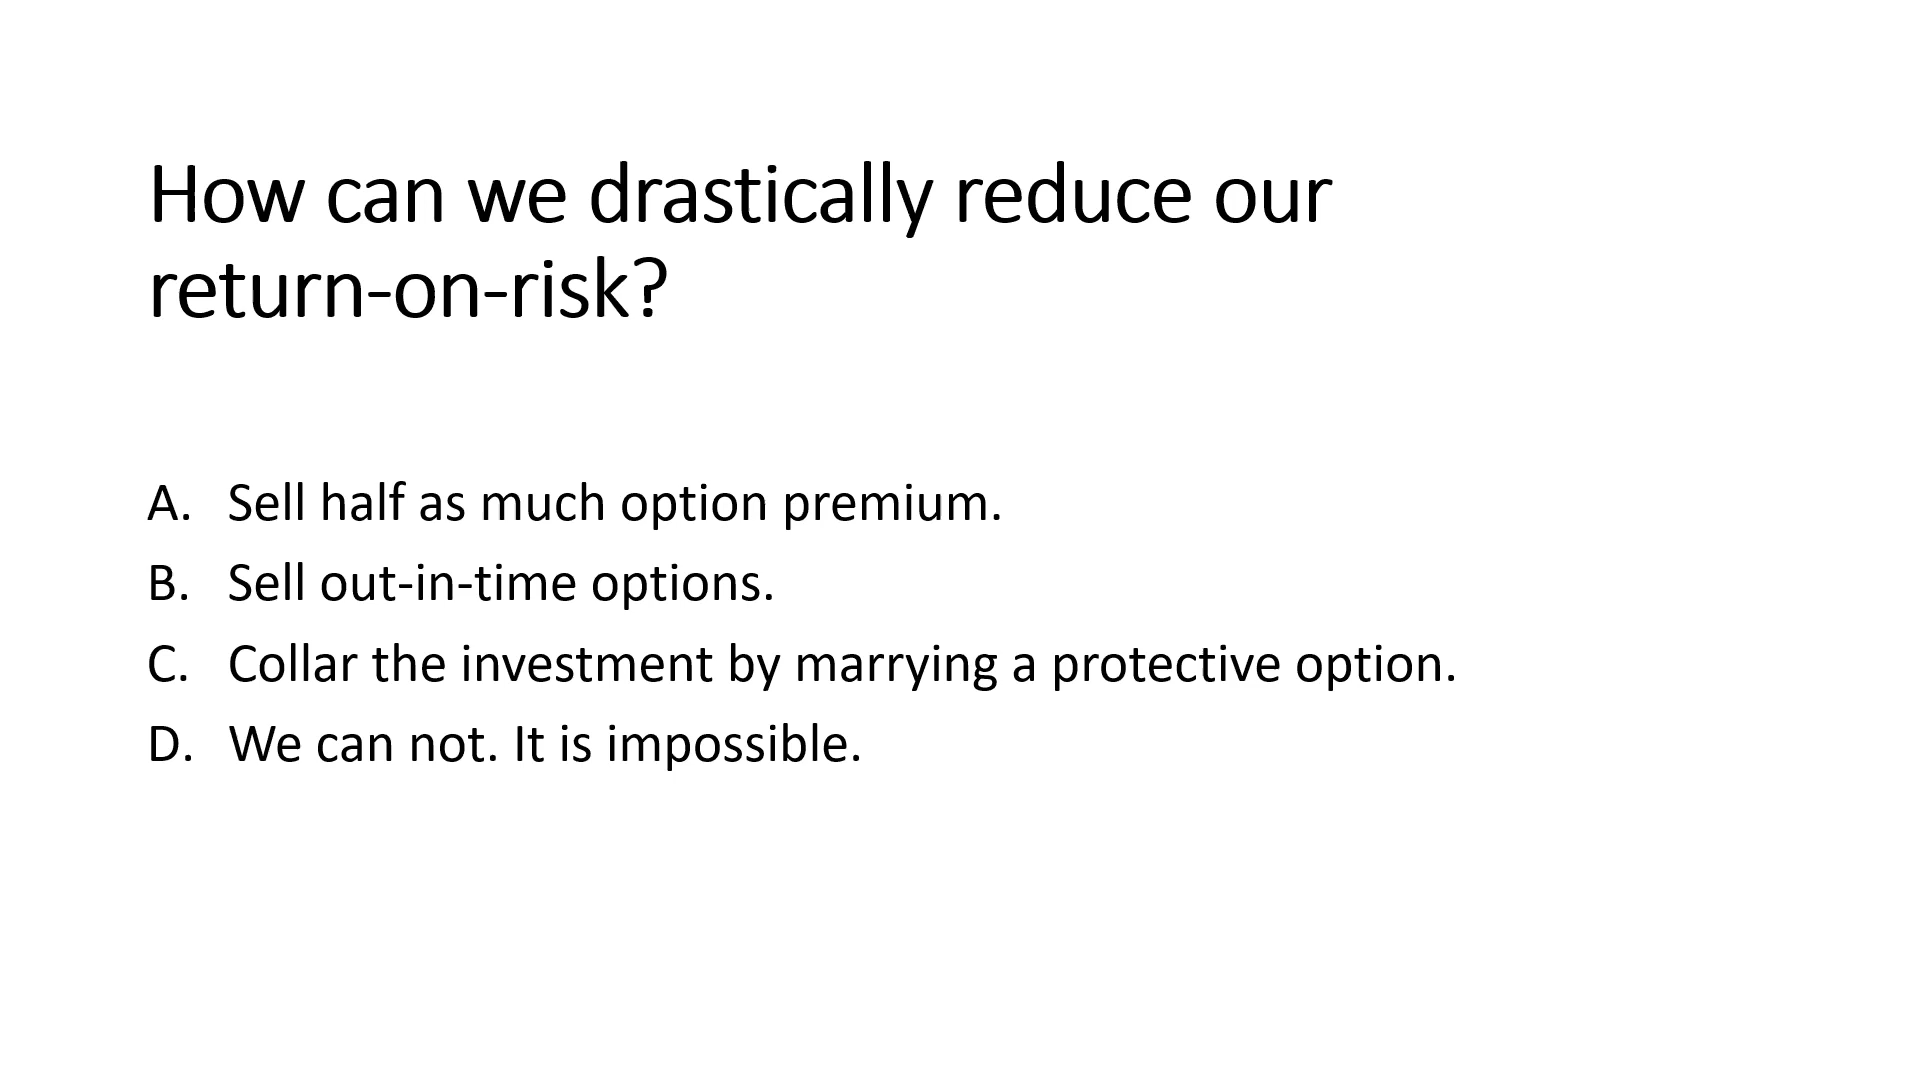 How can we drastically reduce our
return-on-risk?
A. Sell half as much option premium.
B. Sell out-in-time options.
C. Collar the investment by marrying a protective option.
D. We can not. It is impossible.